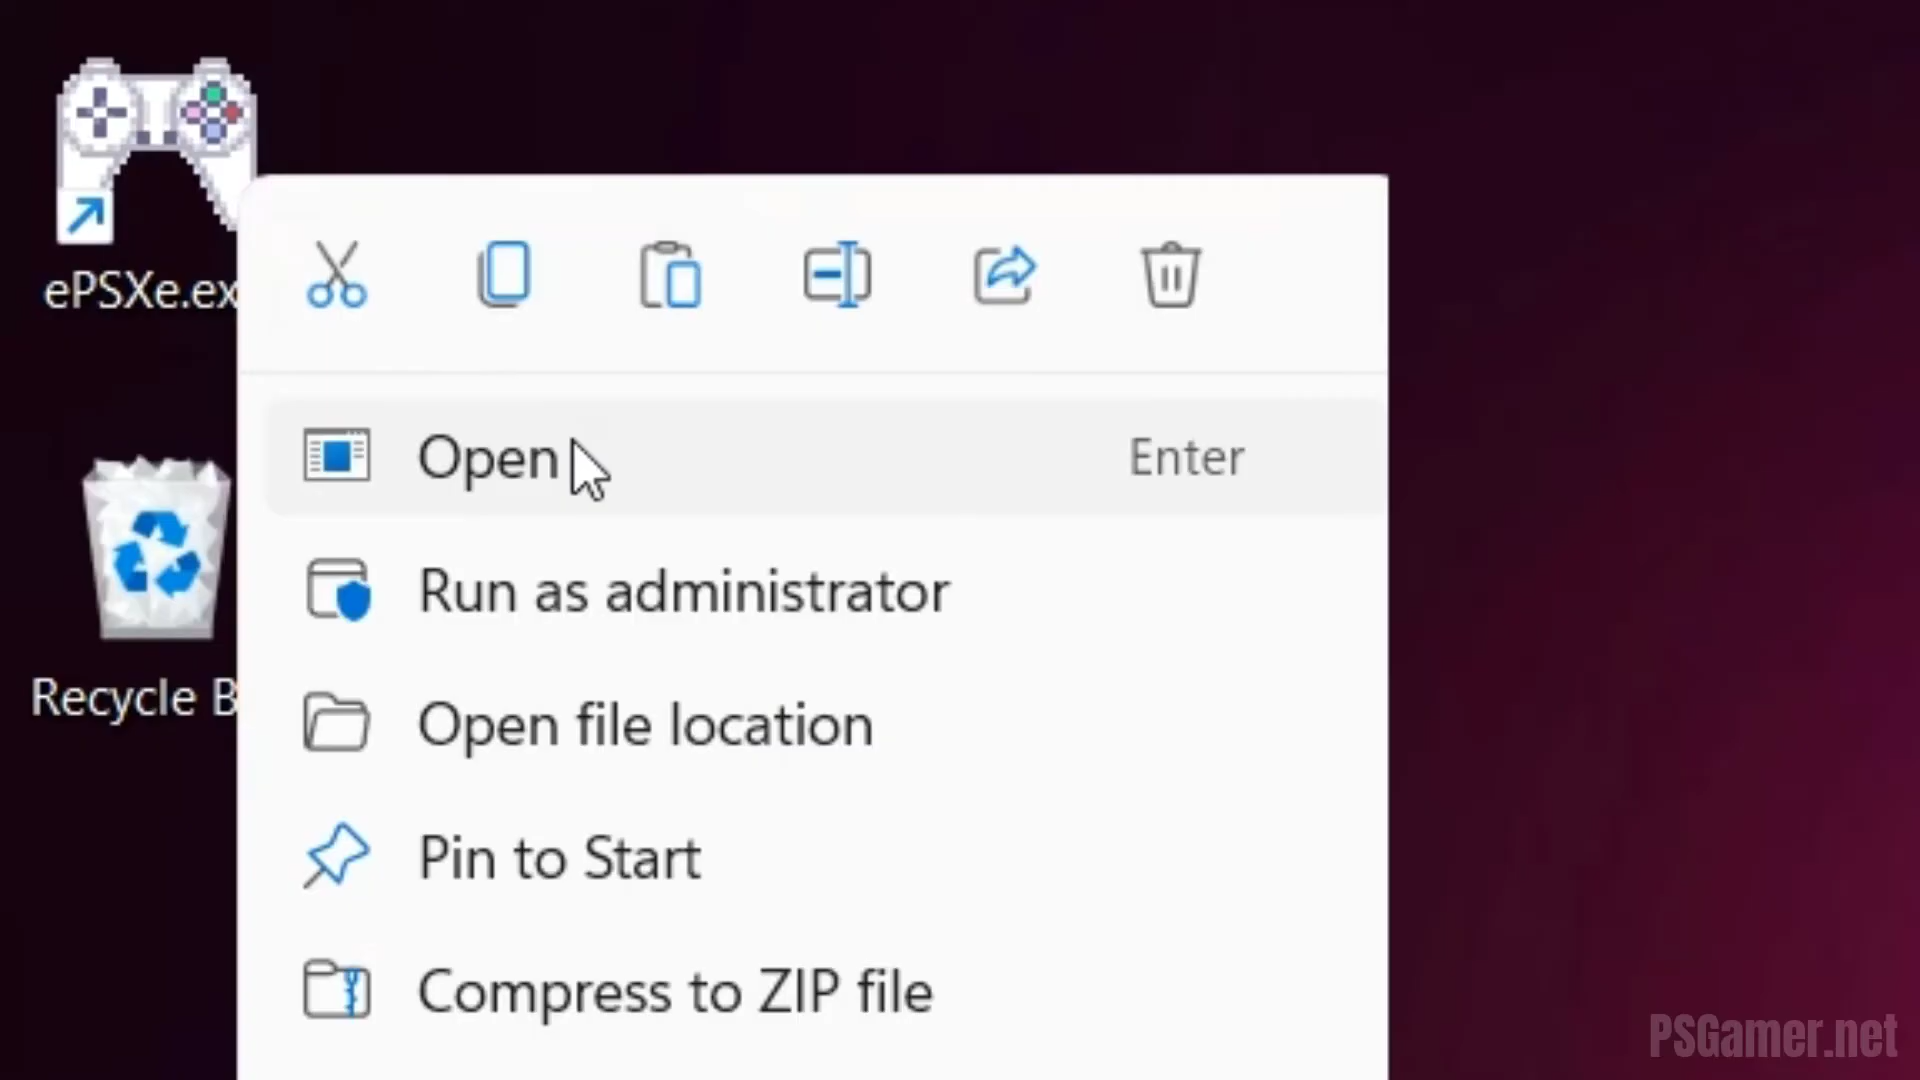 ePSXe.ex
Recycle B
Open Enter
Run as administrator
Open file location
Pin to Start
Compress to ZIP file
PSGamer.net